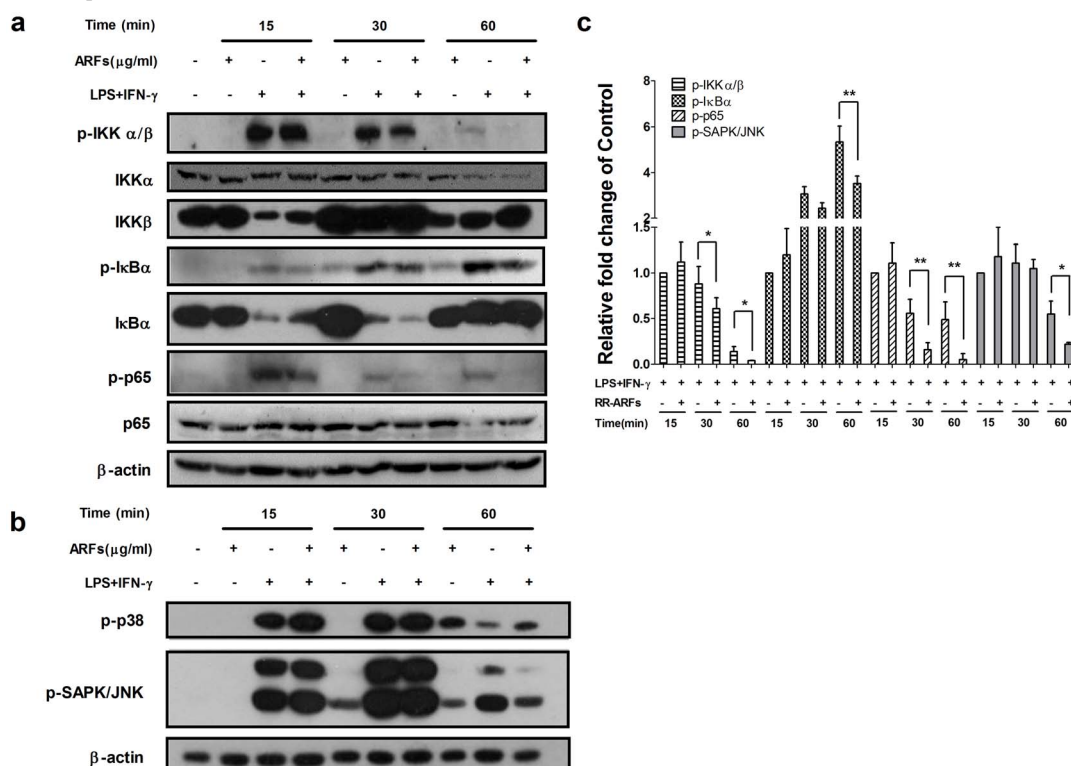 a
Time (min) 15 30 60
ARFs(μg/ml) - + - + + - + + - +
LPS+IFN-γ - - + + - + + - + +
p-IKK α/β
IKKα
IKKβ
p-IκBα
IκBα
p-p65
p65
β-actin
b
Time (min) 15 30 60
ARFs(μg/ml) - + - + + - + + - +
LPS+IFN-γ - - + + - + + - + +
p-p38
p-SAPK/JNK
β-actin
c
Relative fold change of Control
8
6
4
2
1.5
1.0
0.5
0.0
p-IKKα/β
p-IκBα
p-p65
p-SAPK/JNK
* * ** ** ** *
LPS+IFN-γ + + + + + + + + + + + + + + + + + + + + + + + +
RR-ARFs - + - + - + - + - + - + - + - + - + - + - + - +
Time(min) 15 30 60 15 30 60 15 30 60 15 30 60